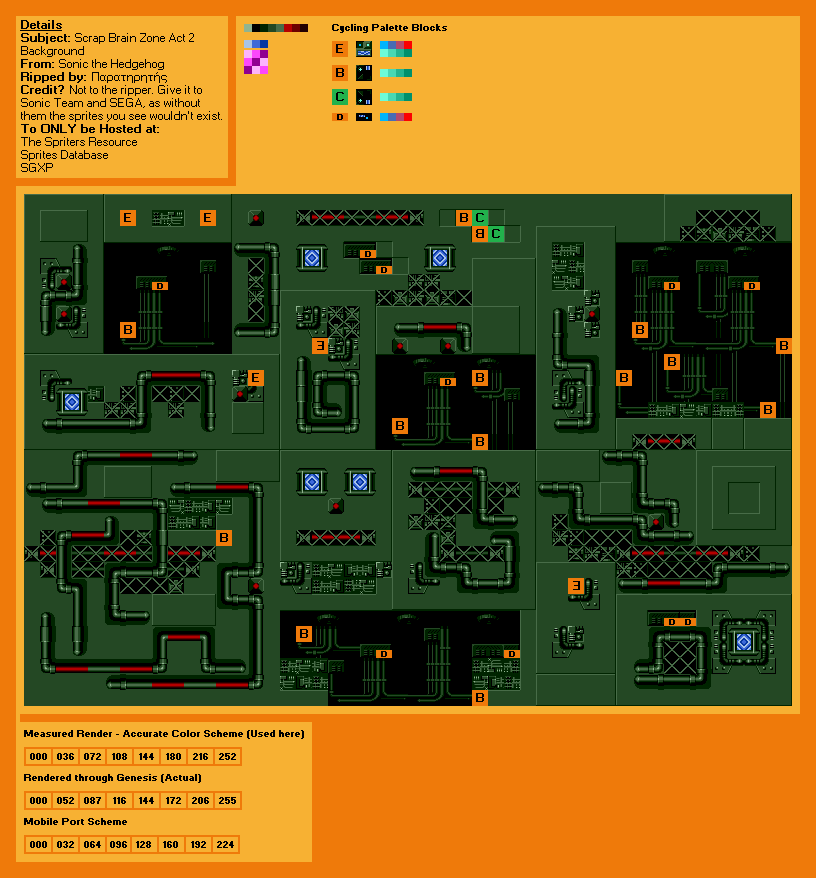 Details
Subject: Scrap Brain Zone Act 2
Background
From: Sonic the Hedgehog
Ripped by: Παρατηρητής
Credit? Not to the ripper. Give it to
Sonic Team and SEGA, as without
them the sprites you see wouldn't exist.
To ONLY be Hosted at:
The Spriters Resource
Sprites Database
SGXP
Cycling Palette Blocks
E
B
C
D
E E B C
B C
D
D
D D D
B B
E B
B E
D B B B
B B
B
B
E
D D
B D D
B
Measured Render - Accurate Color Scheme (Used here)
000 036 072 108 144 180 216 252
Rendered through Genesis (Actual)
000 052 087 116 144 172 206 255
Mobile Port Scheme
000 032 064 096 128 160 192 224